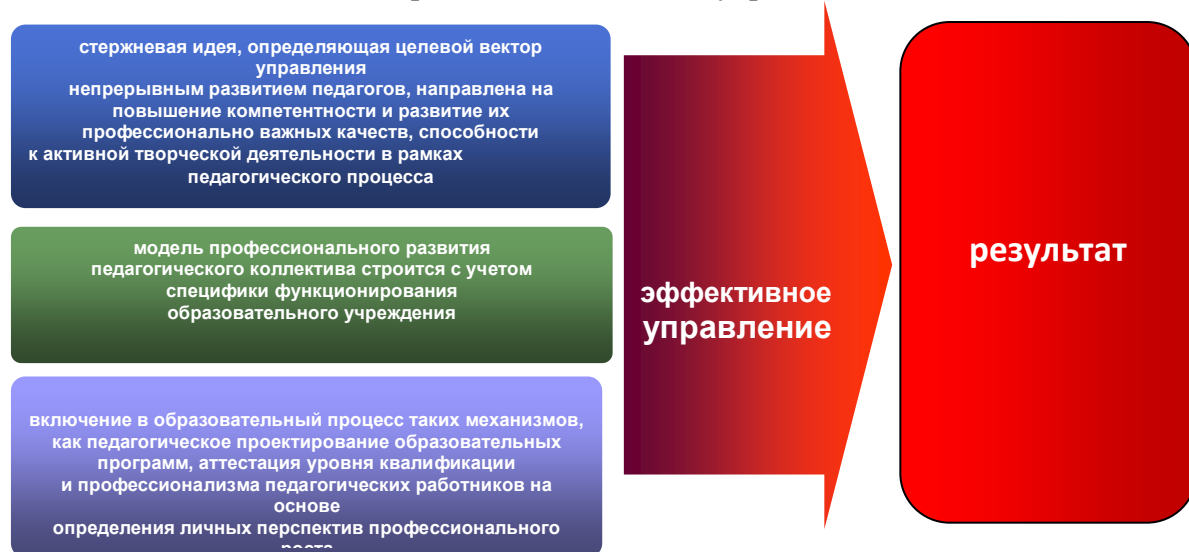 стержневая идея, определяющая целевой вектор
управления
непрерывным развитием педагогов, направлена на
повышение компетентности и развитие их
профессионально важных качеств, способности
к активной творческой деятельности в рамках
педагогического процесса
модель профессионального развития
педагогического коллектива строится с учетом
специфики функционирования
образовательного учреждения
включение в образовательный процесс таких механизмов,
как педагогическое проектирование образовательных
программ, аттестация уровня квалификации
и профессионализма педагогических работников на
основе
определения личных перспектив профессионального
роста
эффективное
управление
результат